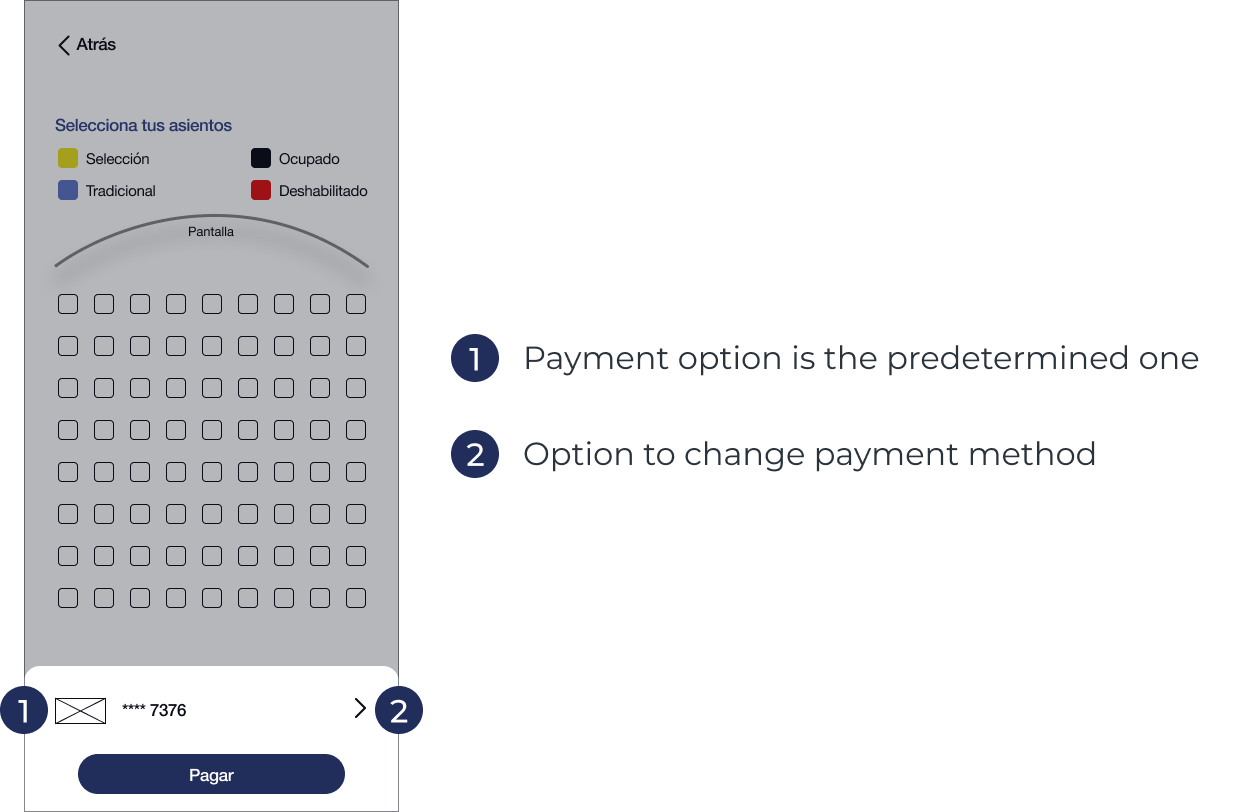 Atrás
Selecciona tus asientos
Selección
Ocupado
Tradicional
Deshabilitado
Pantalla
1 Payment option is the predetermined one
2 Option to change payment method
1 **** 7376 2
Pagar